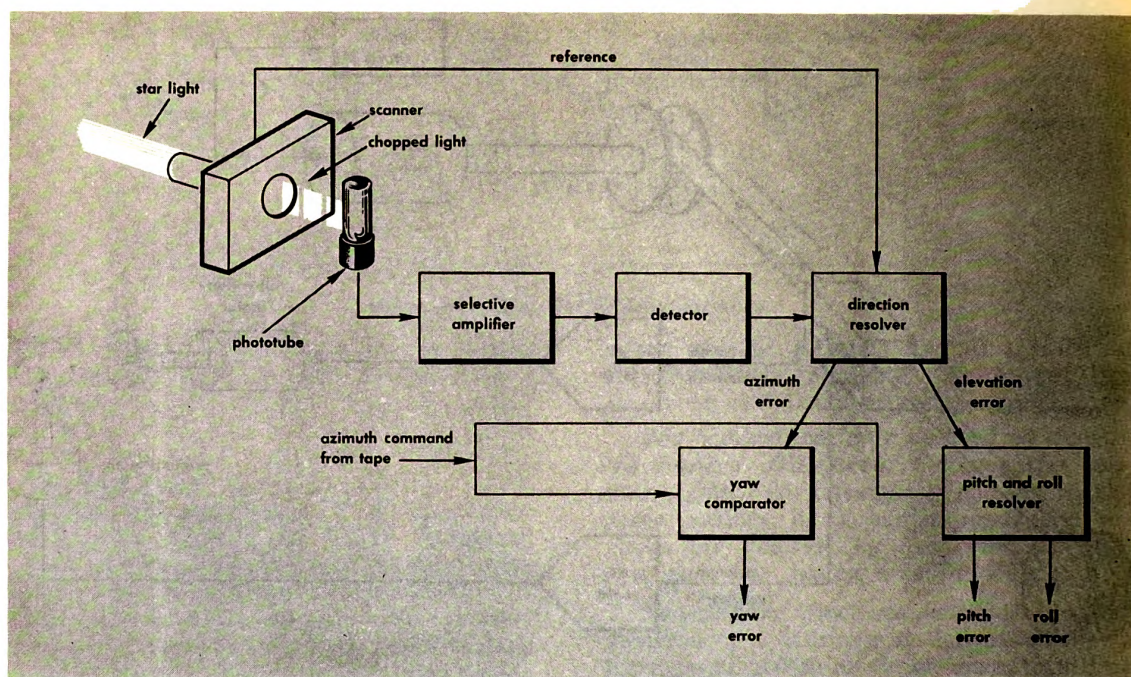 reference
star light
scanner
chopped light
phototube
selective
amplifier
detector
direction
resolver
azimuth
error
elevation
error
azimuth command
from tape
yaw
comparator
pitch and roll
resolver
yaw
error
pitch
error
roll
error